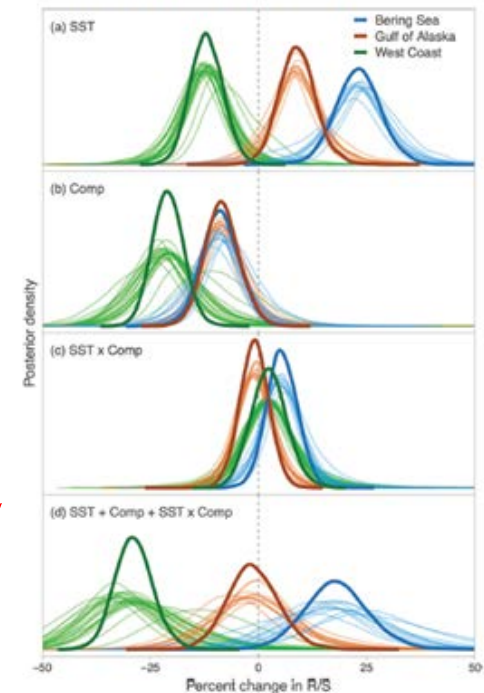 (a) SST
Bering Sea
Gulf of Alaska
West Coast
(b) Comp
Posterior density
(c) SST x Comp
(d) SST + Comp + SST x Comp
-50 -25 0 25 50
Percent change in R/S